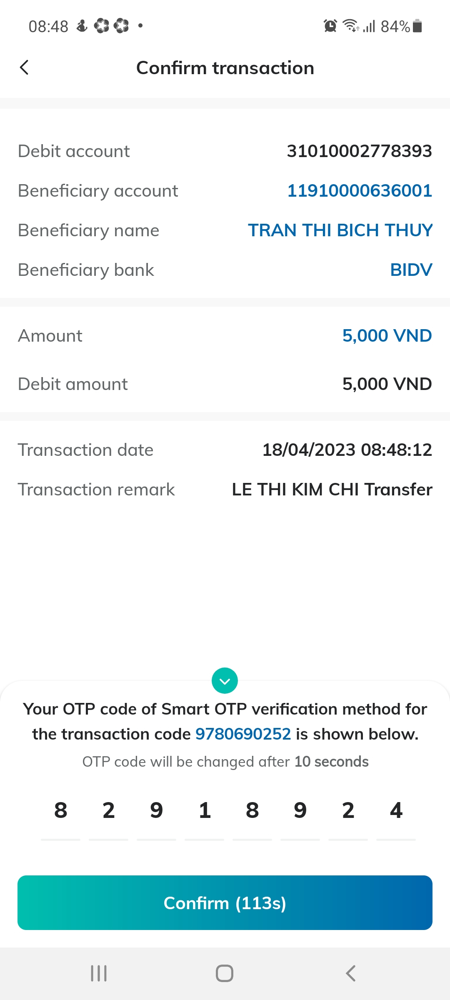 08:48
84%
Confirm transaction
Debit account 31010002778393
Beneficiary account 11910000636001
Beneficiary name TRAN THI BICH THUY
Beneficiary bank BIDV
Amount 5,000 VND
Debit amount 5,000 VND
Transaction date 18/04/2023 08:48:12
Transaction remark LE THI KIM CHI Transfer
Your OTP code of Smart OTP verification method for
the transaction code 9780690252 is shown below.
OTP code will be changed after 10 seconds
8 2 9 1 8 9 2 4
Confirm (113s)